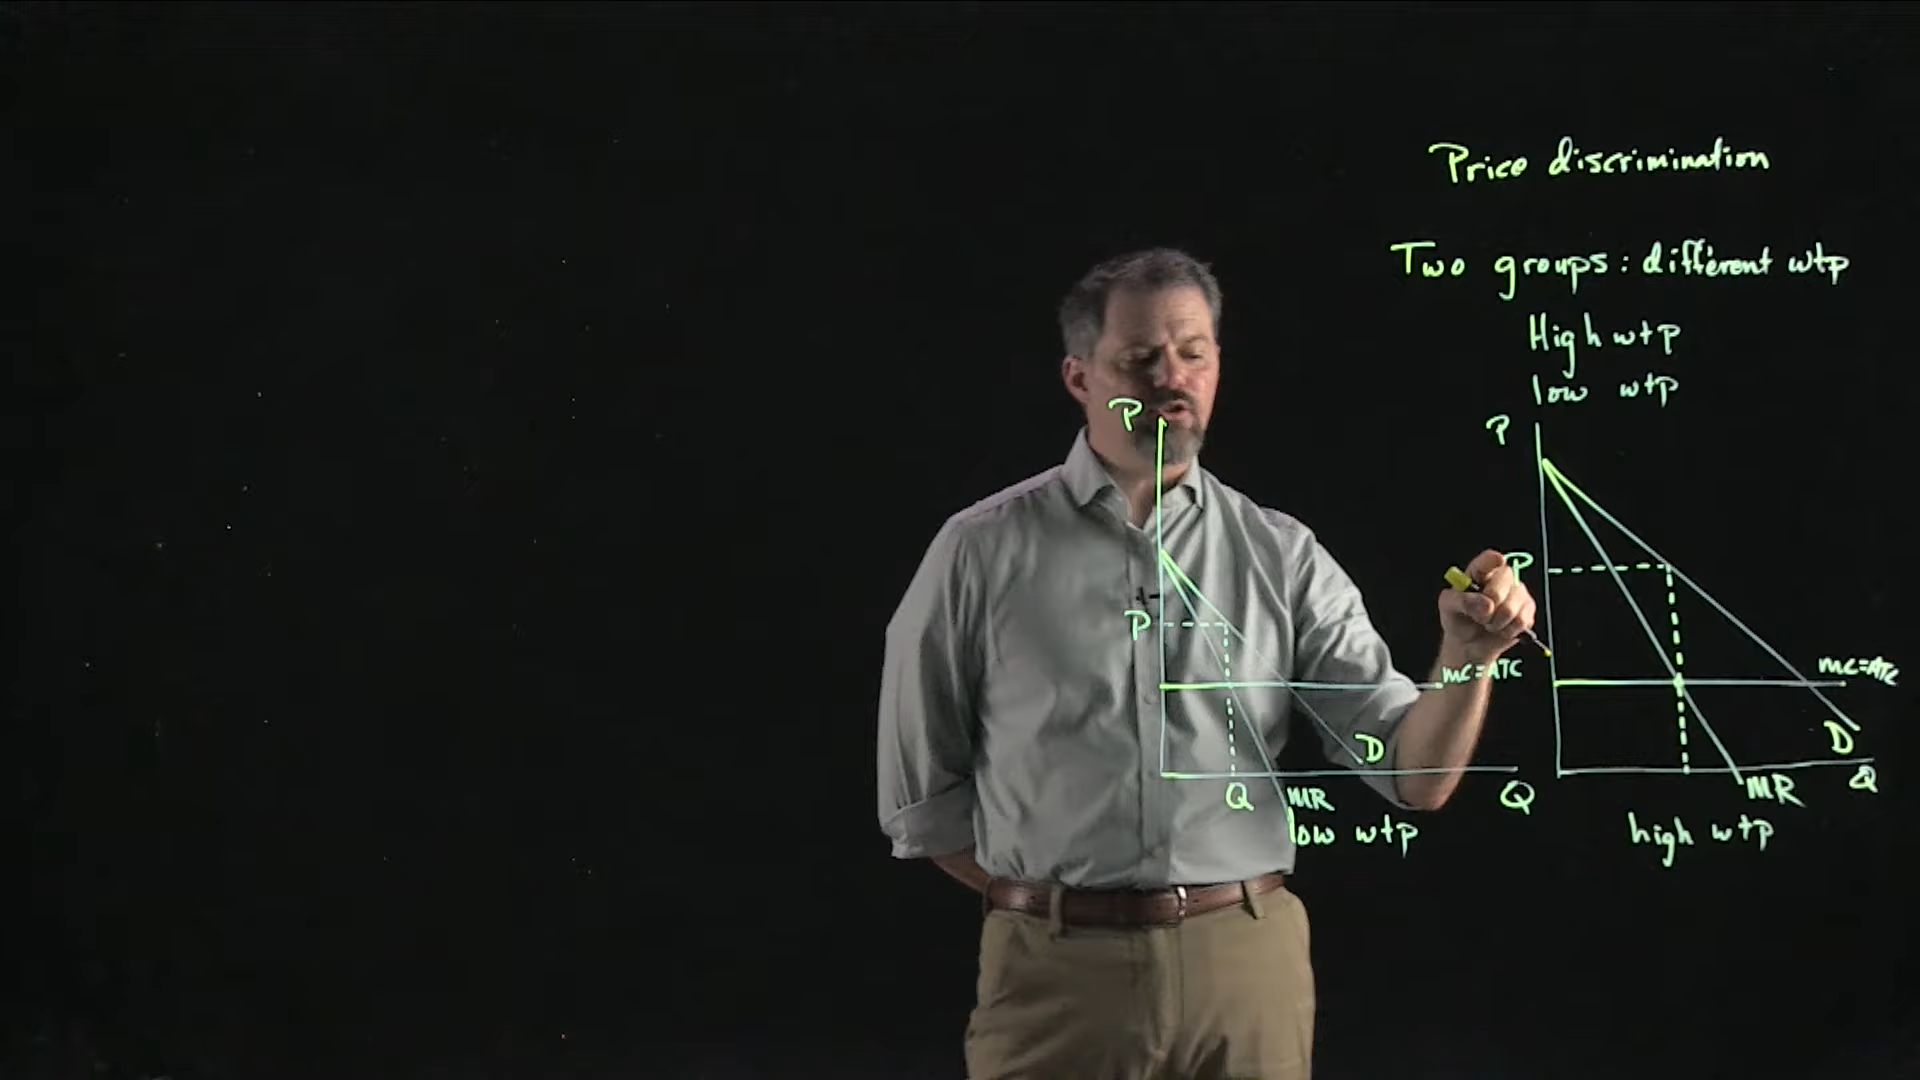 Price discrimination
Two groups: different wtp
High wtp
low wtp
P
P
MC=ATC
D
Q
MR
Q
low wtp
P
P
MC=ATC
D
Q
MR
high wtp